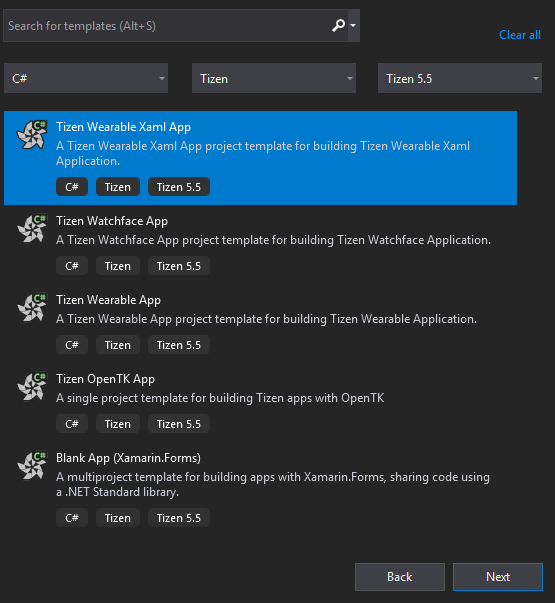 Search for templates (Alt+S)
Clear all
C#
Tizen
Tizen 5.5
C#
Tizen Wearable Xaml App
A Tizen Wearable Xaml App project template for building Tizen Wearable Xaml
Application.
C# Tizen Tizen 5.5
C#
Tizen Watchface App
A Tizen Watchface App project template for building Tizen Watchface Application.
C# Tizen Tizen 5.5
C#
Tizen Wearable App
A Tizen Wearable App project template for building Tizen Wearable Application.
C# Tizen Tizen 5.5
C#
Tizen OpenTK App
A single project template for building Tizen apps with OpenTK
C# Tizen Tizen 5.5
C#
Blank App (Xamarin.Forms)
A multiproject template for building apps with Xamarin.Forms, sharing code using
a .NET Standard library.
C# Tizen Tizen 5.5
Back
Next